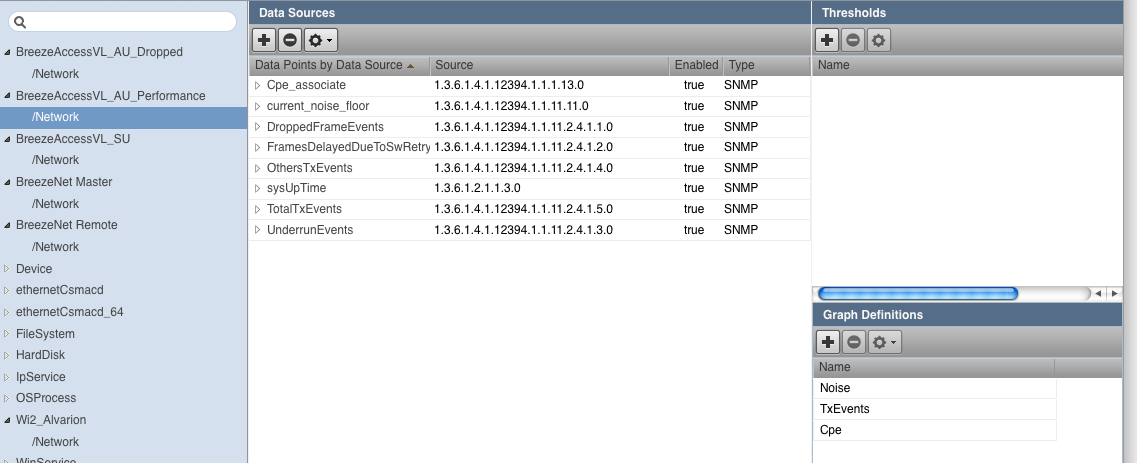 BreezeAccessVL_AU_Dropped
/Network
BreezeAccessVL_AU_Performance
/Network
BreezeAccessVL_SU
/Network
BreezeNet Master
/Network
BreezeNet Remote
/Network
Device
ethernetCsmacd
ethernetCsmacd_64
FileSystem
HardDisk
IpService
OSProcess
Wi2_Alvarion
/Network
WinService
Data Sources
Data Points by Data Source Source Enabled Type
Cpe_associate 1.3.6.1.4.1.12394.1.1.1.13.0 true SNMP
current_noise_floor 1.3.6.1.4.1.12394.1.1.11.11.0 true SNMP
DroppedFrameEvents 1.3.6.1.4.1.12394.1.1.11.2.4.1.1.0 true SNMP
FramesDelayedDueToSwRetry 1.3.6.1.4.1.12394.1.1.11.2.4.1.2.0 true SNMP
OthersTxEvents 1.3.6.1.4.1.12394.1.1.11.2.4.1.4.0 true SNMP
sysUpTime 1.3.6.1.2.1.1.3.0 true SNMP
TotalTxEvents 1.3.6.1.4.1.12394.1.1.11.2.4.1.5.0 true SNMP
UnderrunEvents 1.3.6.1.4.1.12394.1.1.11.2.4.1.3.0 true SNMP
Thresholds
Name
Graph Definitions
Name
Noise
TxEvents
Cpe